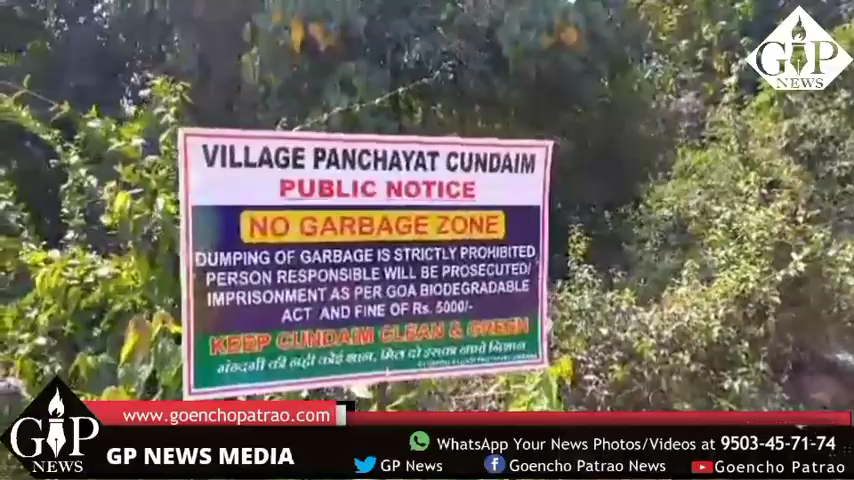 GP
NEWS
VILLAGE PANCHAYAT CUNDAIM
PUBLIC NOTICE
NO GARBAGE ZONE
DUMPING OF GARBAGE IS STRICTLY PROHIBITED
PERSON RESPONSIBLE WILL BE PROSECUTED/
IMPRISONMENT AS PER GOA BIODEGRADABLE
ACT AND FINE OF Rs. 5000/-
KEEP CUNDAIM CLEAN & GREEN
गन्दगी की नही कोई शान, मिल
www.goenchopatrao.com
GP
NEWS
GP NEWS MEDIA
WhatsApp Your News Photos/Videos at 9503-45-71-74
GP News
Goencho Patrao News
Goencho Patrao